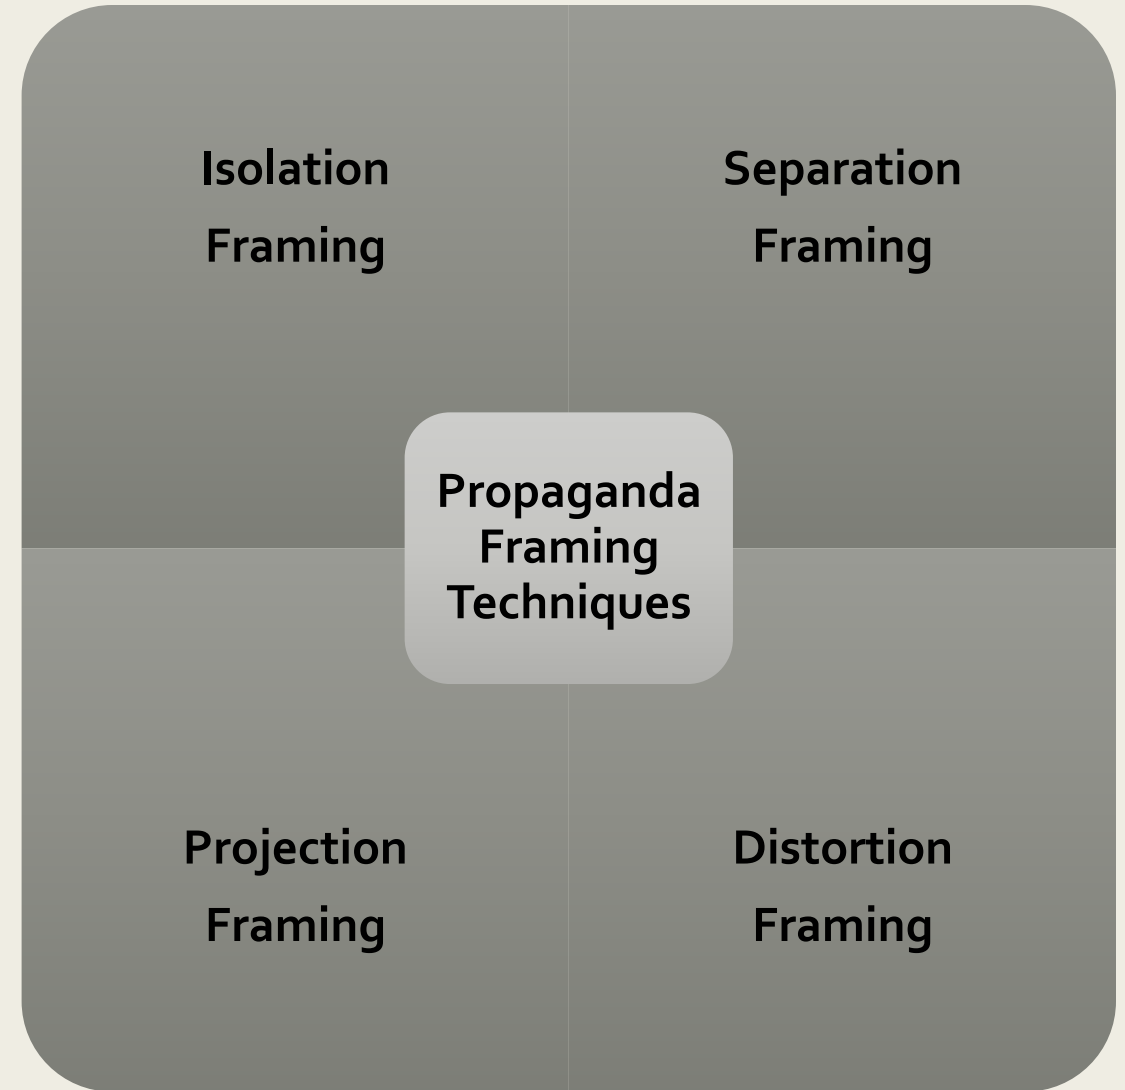 Isolation
Framing
Separation
Framing
Propaganda
Framing
Techniques
Projection
Framing
Distortion
Framing